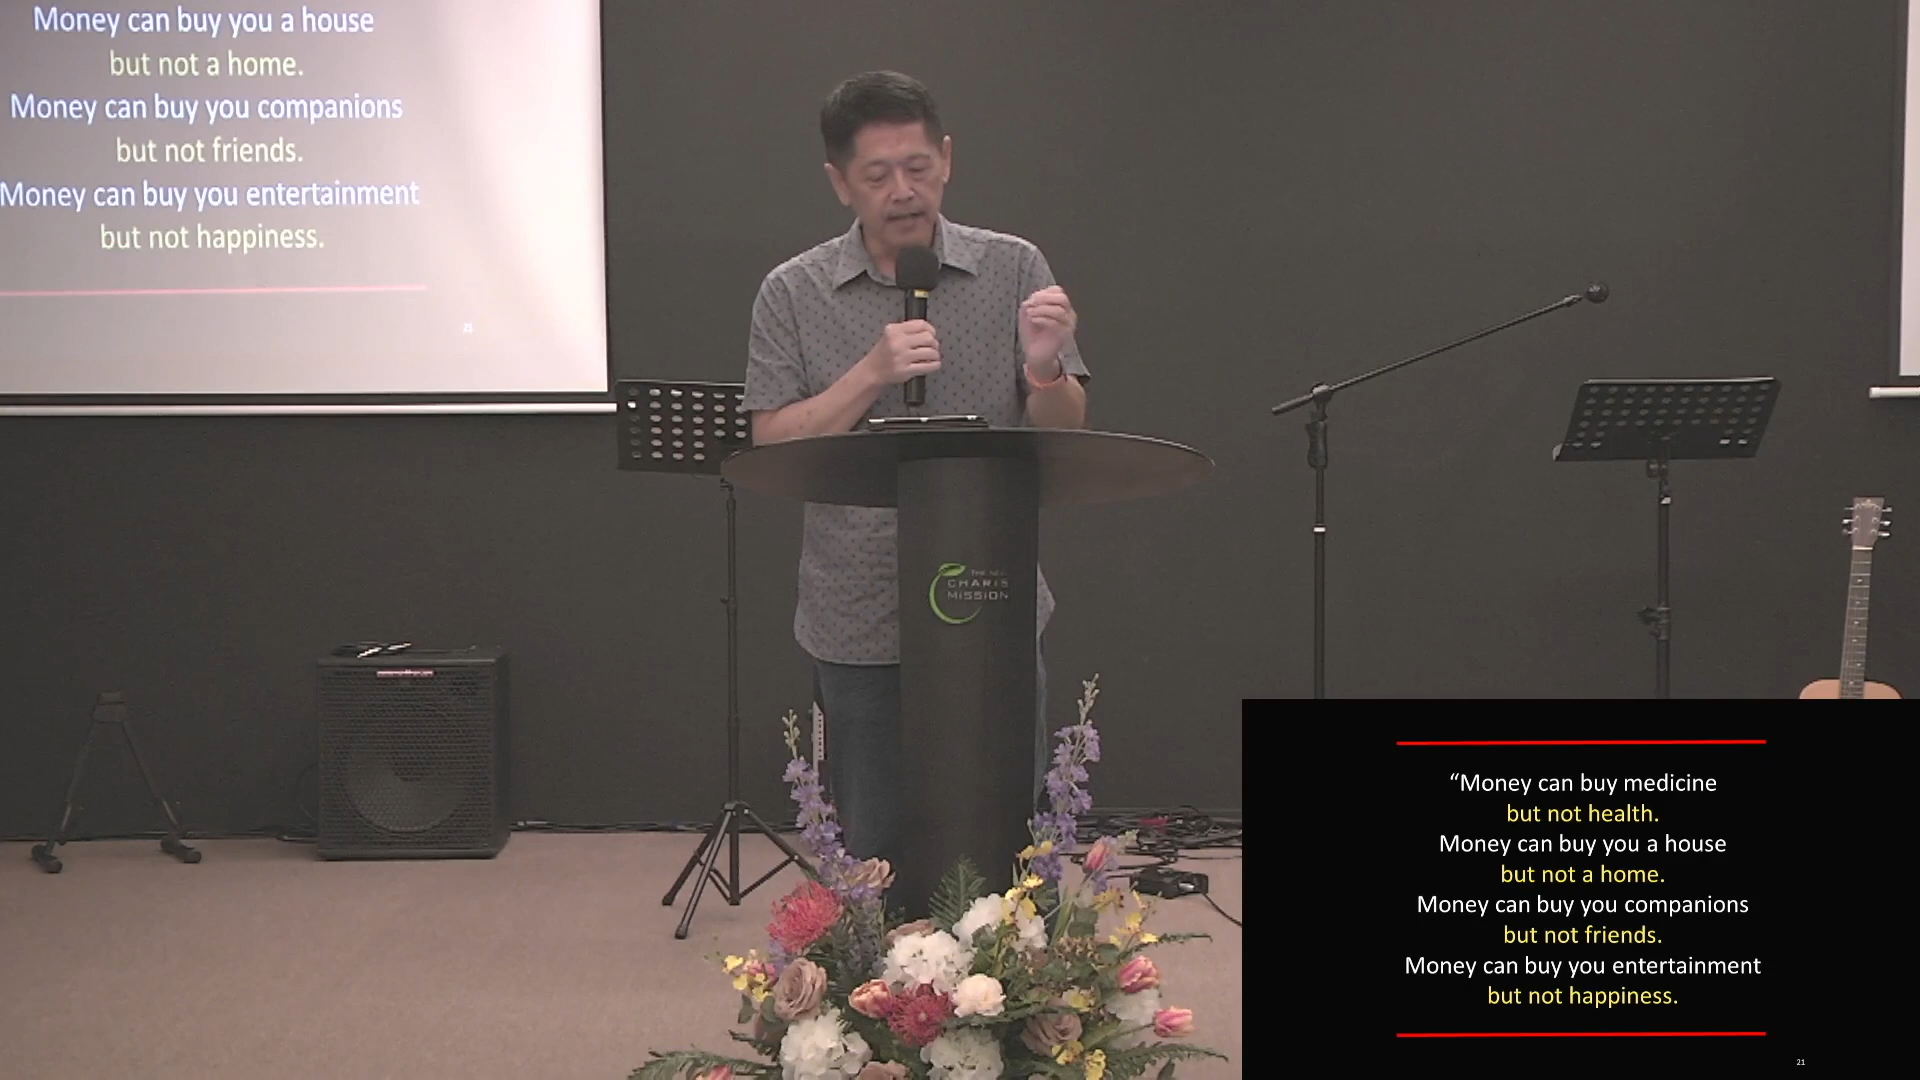 Money can buy you a house
but not a home.
Money can buy you companions
but not friends.
Money can buy you entertainment
but not happiness.
21
THE NEW
CHARIS
MISSION
“Money can buy medicine
but not health.
Money can buy you a house
but not a home.
Money can buy you companions
but not friends.
Money can buy you entertainment
but not happiness.
21